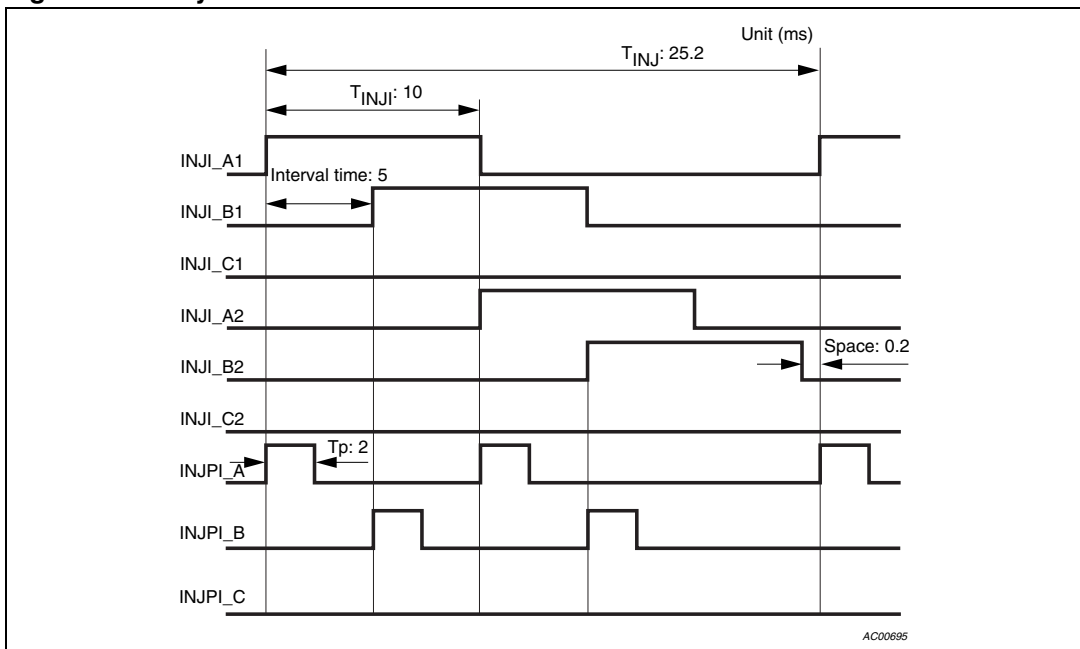 Unit (ms)
TINJ: 25.2
TINJI: 10
INJI_A1
Interval time: 5
INJI_B1
INJI_C1
INJI_A2
INJI_B2
Space: 0.2
INJI_C2
Tp: 2
INJPI_A
INJPI_B
INJPI_C
AC00695